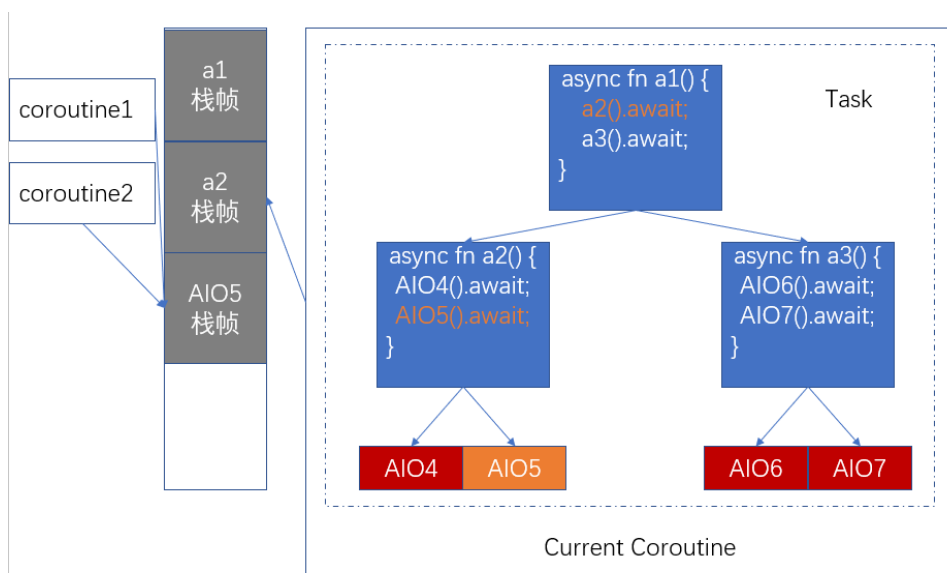 a1
栈帧
coroutine1
coroutine2
a2
栈帧
AIO5
栈帧
Task
async fn a1() {
a2().await;
a3().await;
}
async fn a2() {
AIO4().await;
AIO5().await;
}
async fn a3() {
AIO6().await;
AIO7().await;
}
AIO4
AIO5
AIO6
AIO7
Current Coroutine